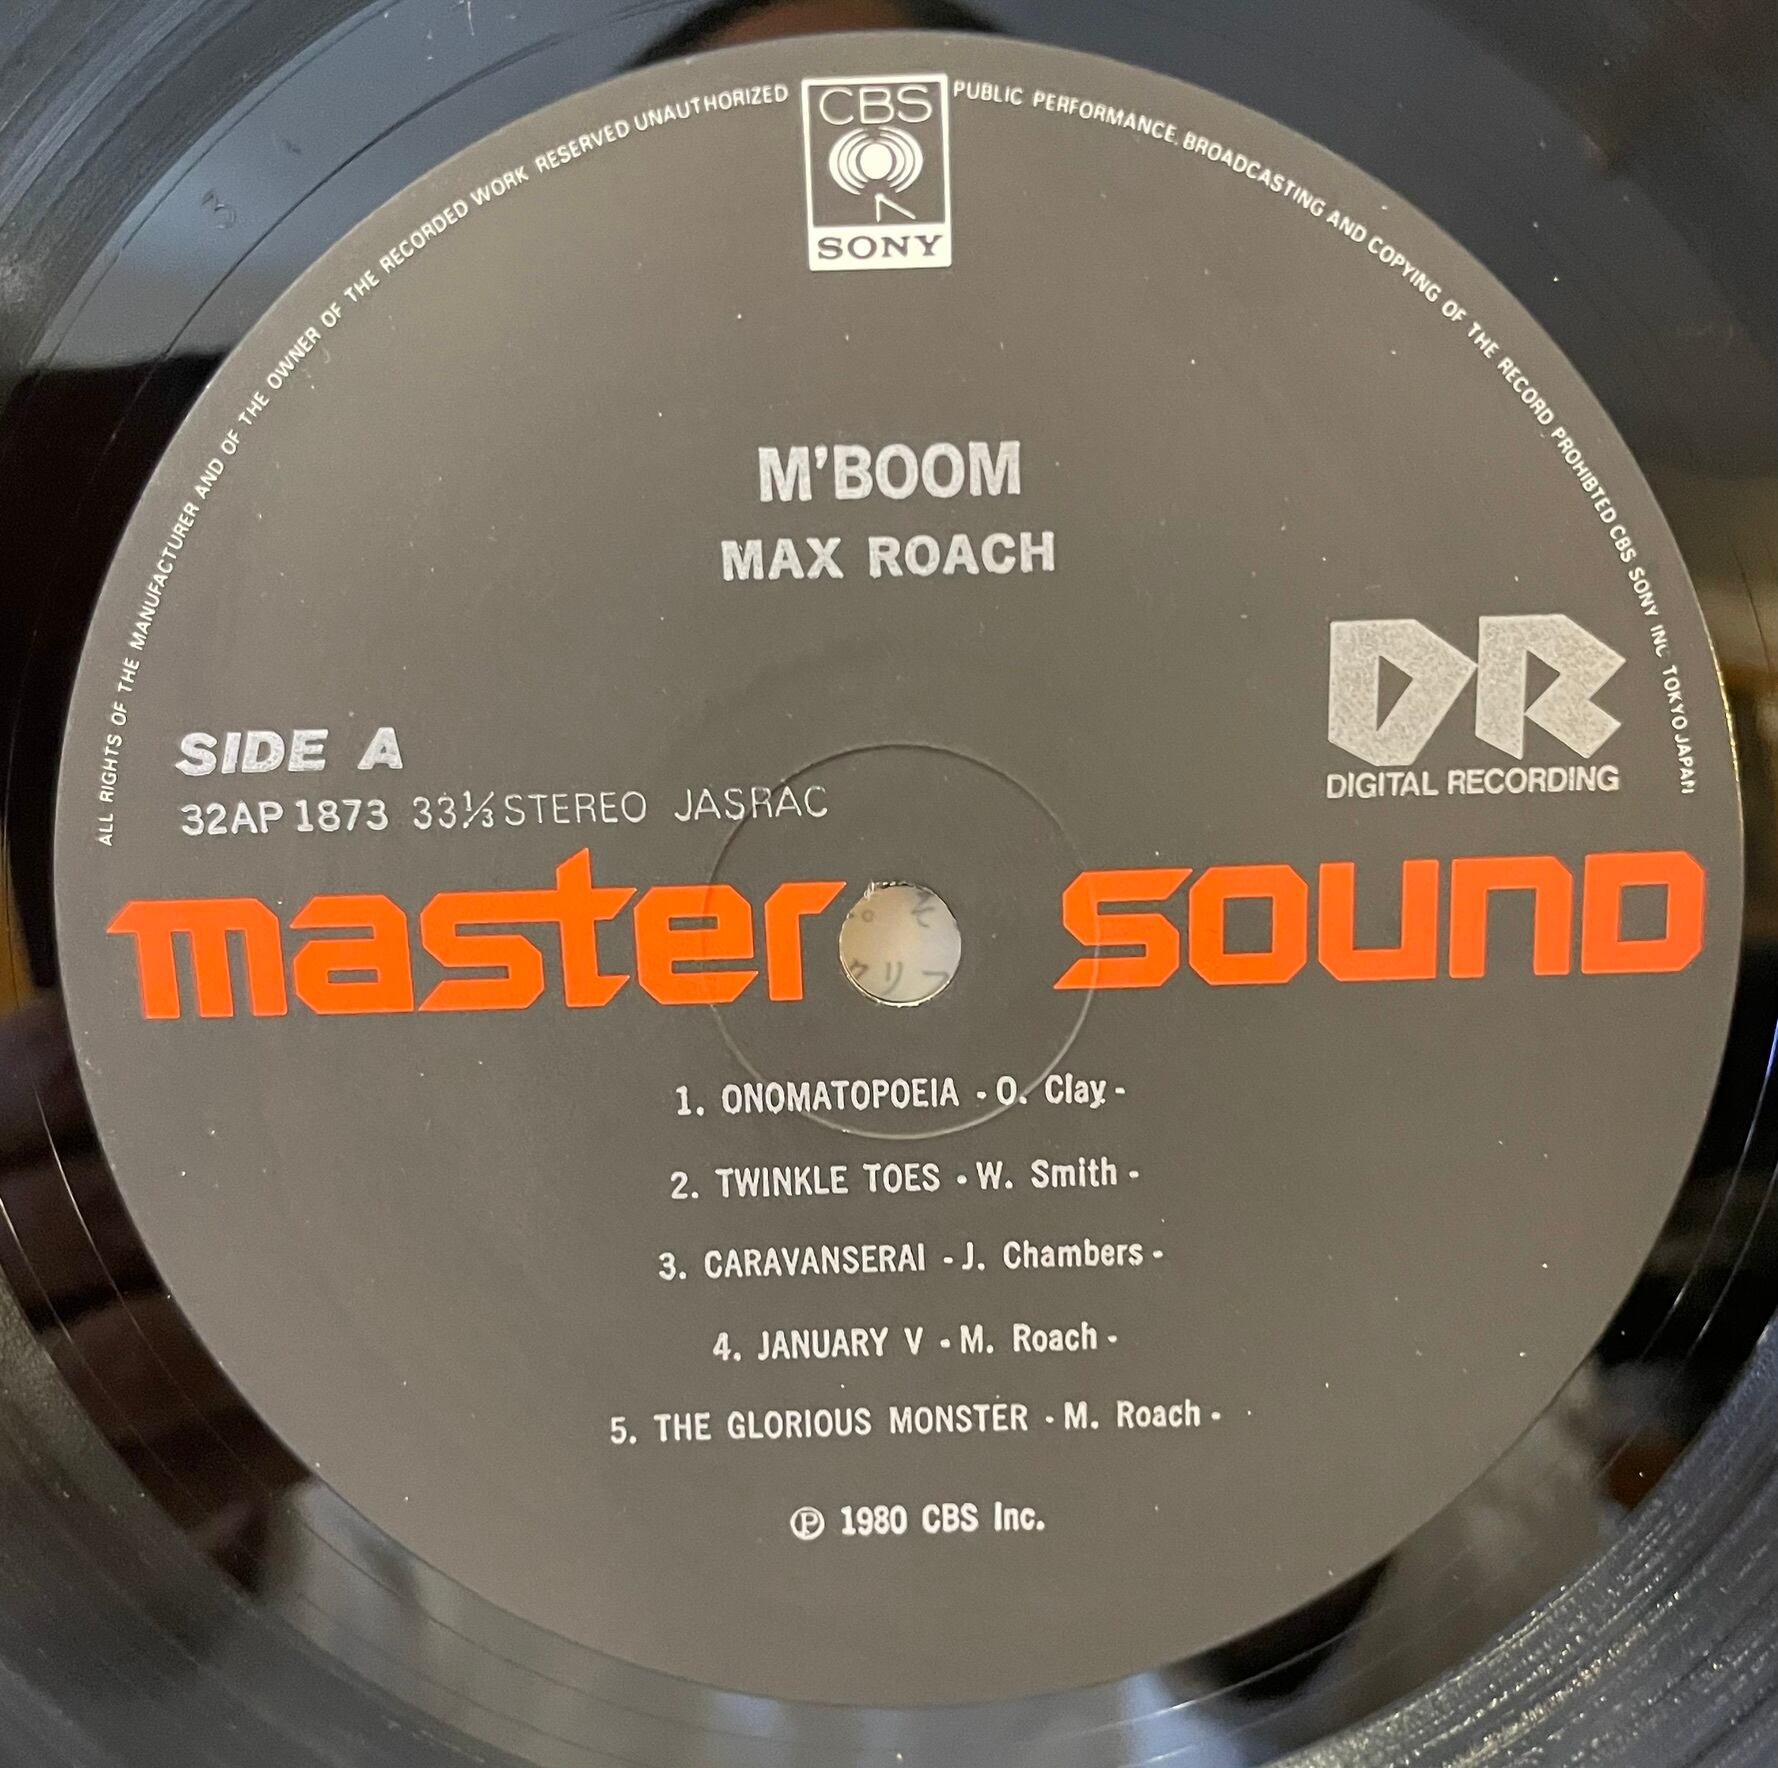 ALL RIGHTS OF THE MANUFACTURER AND OF THE OWNER OF THE RECORDED WORK RESERVED UNAUTHORIZED PUBLIC PERFORMANCE, BROADCASTING AND COPYING OF THE RECORD PROHIBTED CBS SONY INC TOKYO JAPAN
CBS
SONY
M'BOOM
MAX ROACH
DR
DIGITAL RECORDING
SIDE A
32AP 1873 33⅓ STEREO JASRAC
master sound
1. ONOMATOPOEIA - O. Clay -
2. TWINKLE TOES - W. Smith -
3. CARAVANSERAI - J. Chambers -
4. JANUARY V - M. Roach -
5. THE GLORIOUS MONSTER - M. Roach -
Ⓟ 1980 CBS Inc.